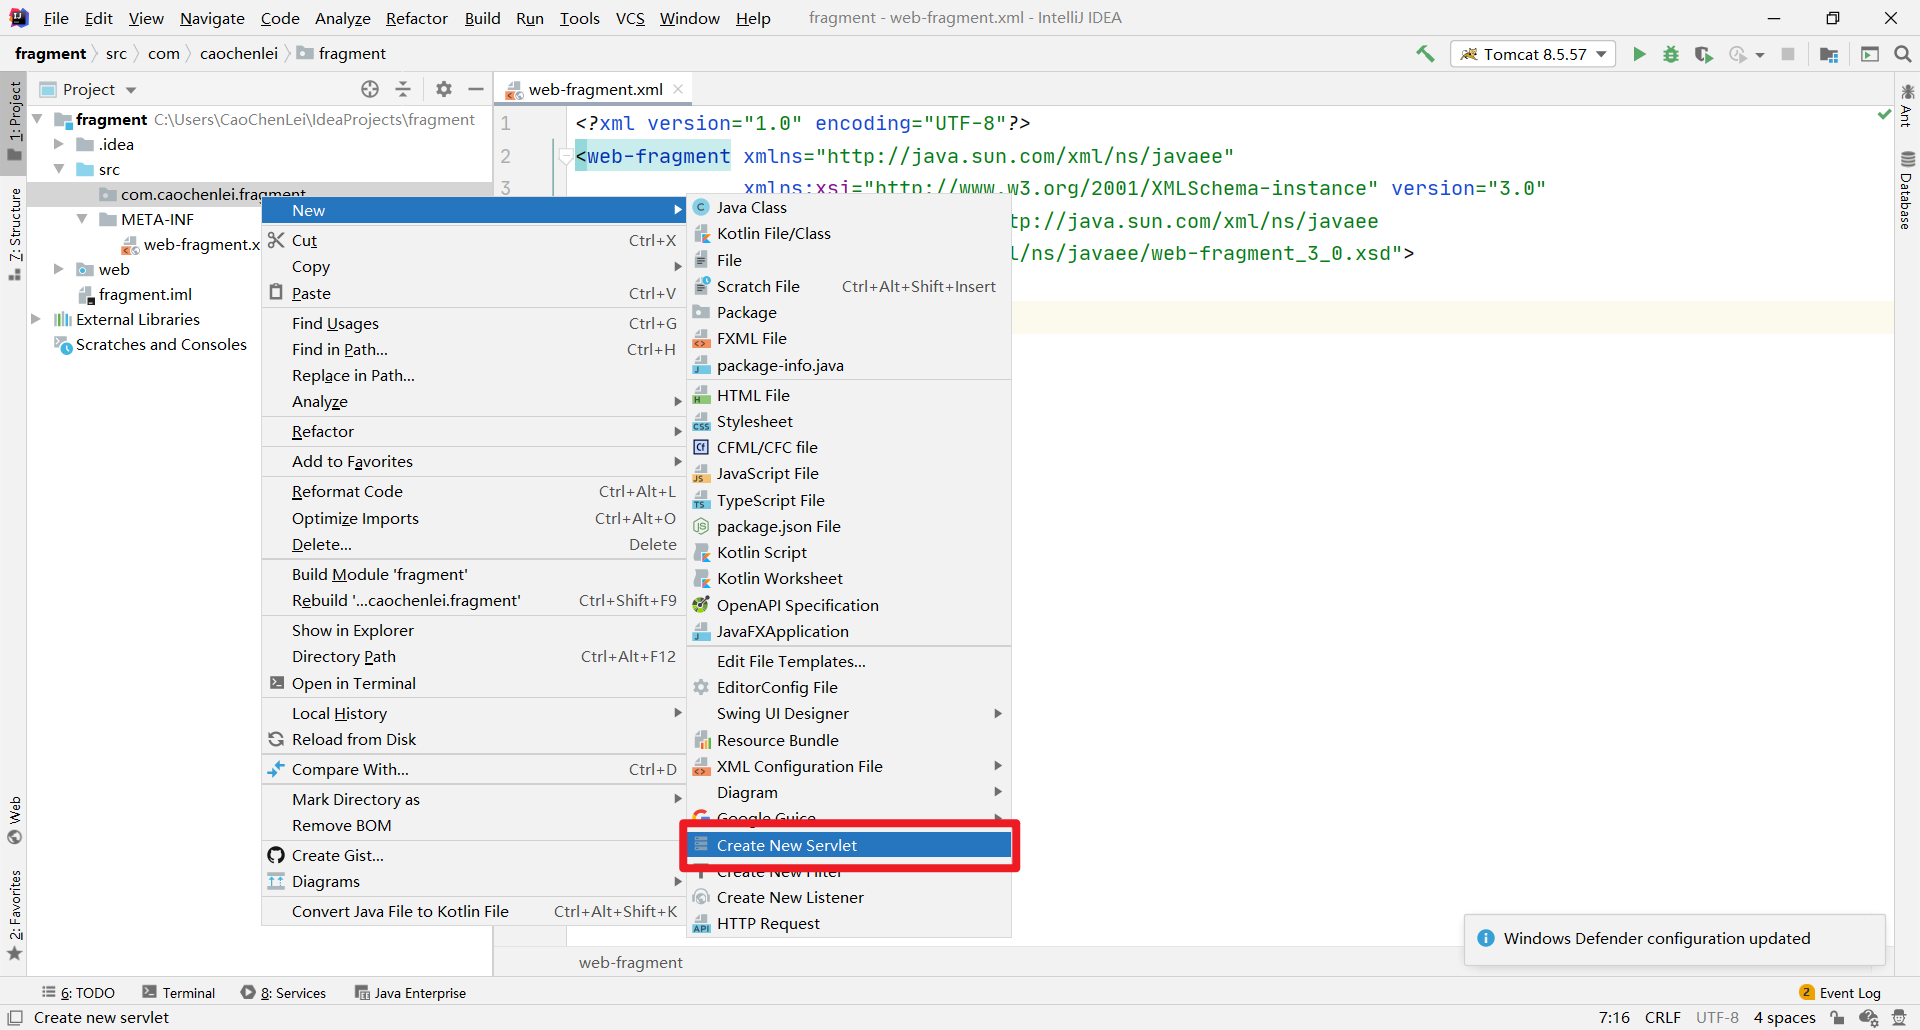 File Edit View Navigate Code Analyze Refactor Build Run Tools VCS Window Help fragment - web-fragment.xml - IntelliJ IDEA
fragment src com caochenlei fragment
Tomcat 8.5.57
Project
web-fragment.xml
1: Project
7: Structure
Web
2: Favorites
fragment C:\Users\CaoChenLei\IdeaProjects\fragment
.idea
src
com.caochenlei.fragment
META-INF
web-fragment.x
web
fragment.iml
External Libraries
Scratches and Consoles
1 <?xml version="1.0" encoding="UTF-8"?>
2 <web-fragment xmlns="http://java.sun.com/xml/ns/javaee"
3 xmlns:xsi="http://www.w3.org/2001/XMLSchema-instance" version="3.0"
tp://java.sun.com/xml/ns/javaee
l/ns/javaee/web-fragment_3_0.xsd">
New
Cut Ctrl+X
Copy
Paste Ctrl+V
Find Usages Ctrl+G
Find in Path... Ctrl+H
Replace in Path...
Analyze
Refactor
Add to Favorites
Reformat Code Ctrl+Alt+L
Optimize Imports Ctrl+Alt+O
Delete... Delete
Build Module 'fragment'
Rebuild '...caochenlei.fragment' Ctrl+Shift+F9
Show in Explorer
Directory Path Ctrl+Alt+F12
Open in Terminal
Local History
Reload from Disk
Compare With... Ctrl+D
Mark Directory as
Remove BOM
Create Gist...
Diagrams
Convert Java File to Kotlin File Ctrl+Alt+Shift+K
Java Class
Kotlin File/Class
File
Scratch File Ctrl+Alt+Shift+Insert
Package
FXML File
package-info.java
HTML File
Stylesheet
CFML/CFC file
JavaScript File
TypeScript File
package.json File
Kotlin Script
Kotlin Worksheet
OpenAPI Specification
JavaFXApplication
Edit File Templates...
EditorConfig File
Swing UI Designer
Resource Bundle
XML Configuration File
Diagram
Google Guice
Create New Servlet
Create New Filter
Create New Listener
HTTP Request
Ant
Database
Windows Defender configuration updated
web-fragment
6: TODO Terminal 8: Services Java Enterprise 2 Event Log
Create new servlet 7:16 CRLF UTF-8 4 spaces